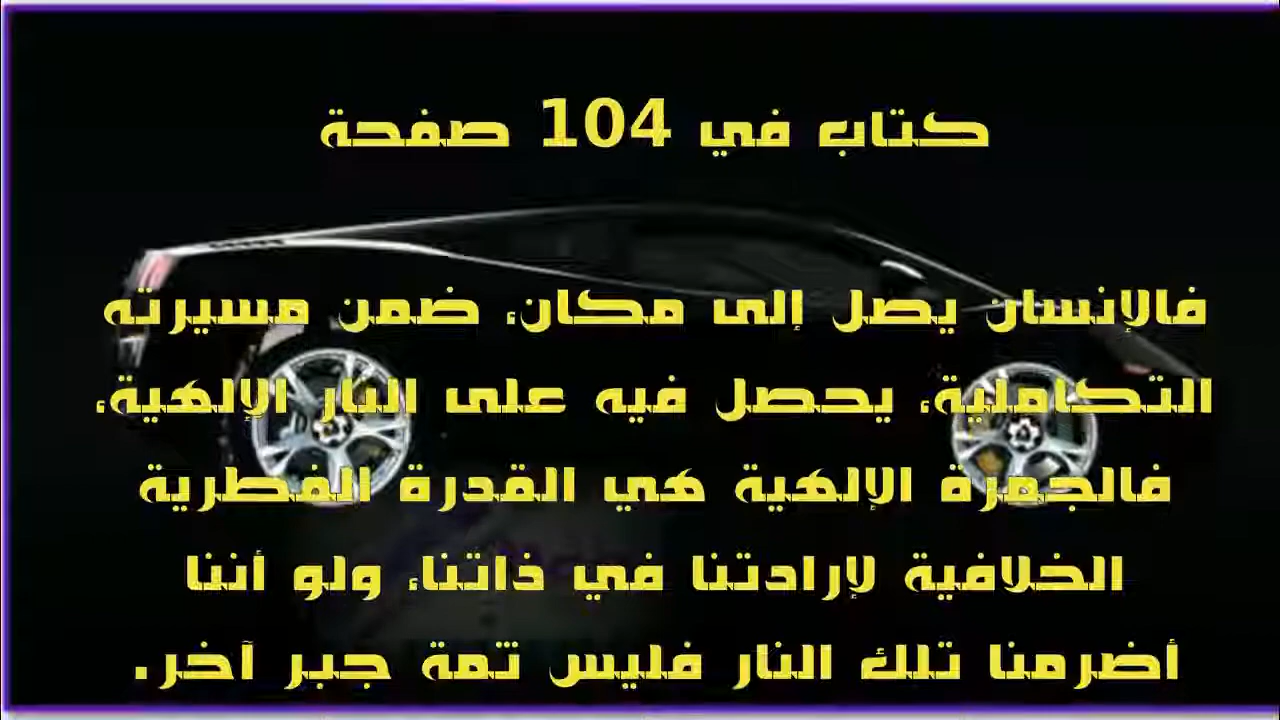 كتاب في 104 صفحة
فالإنسان يصل إلى مكان، ضمن مسيرته
التكاملية، يحصل فيه على النار الإلهية،
فالجمرة الإلهية هي القدرة الفطرية
الخلافية لإرادتنا في ذاتنا، ولو أننا
أضرمنا تلك النار فليس ثمة جبر آخر.